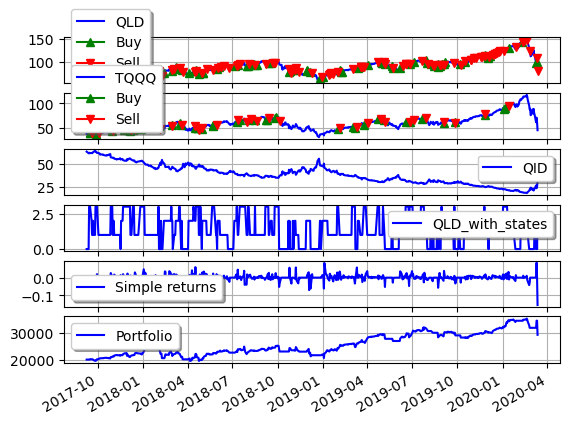 QLD
Buy
Sell
150
100
TQQQ
Buy
Sell
100
50
QID
50
25
QLD_with_states
2.5
0.0
Simple returns
0.0
−0.1
Portfolio
30000
20000
2017-10
2018-01
2018-04
2018-07
2018-10
2019-01
2019-04
2019-07
2019-10
2020-01
2020-04